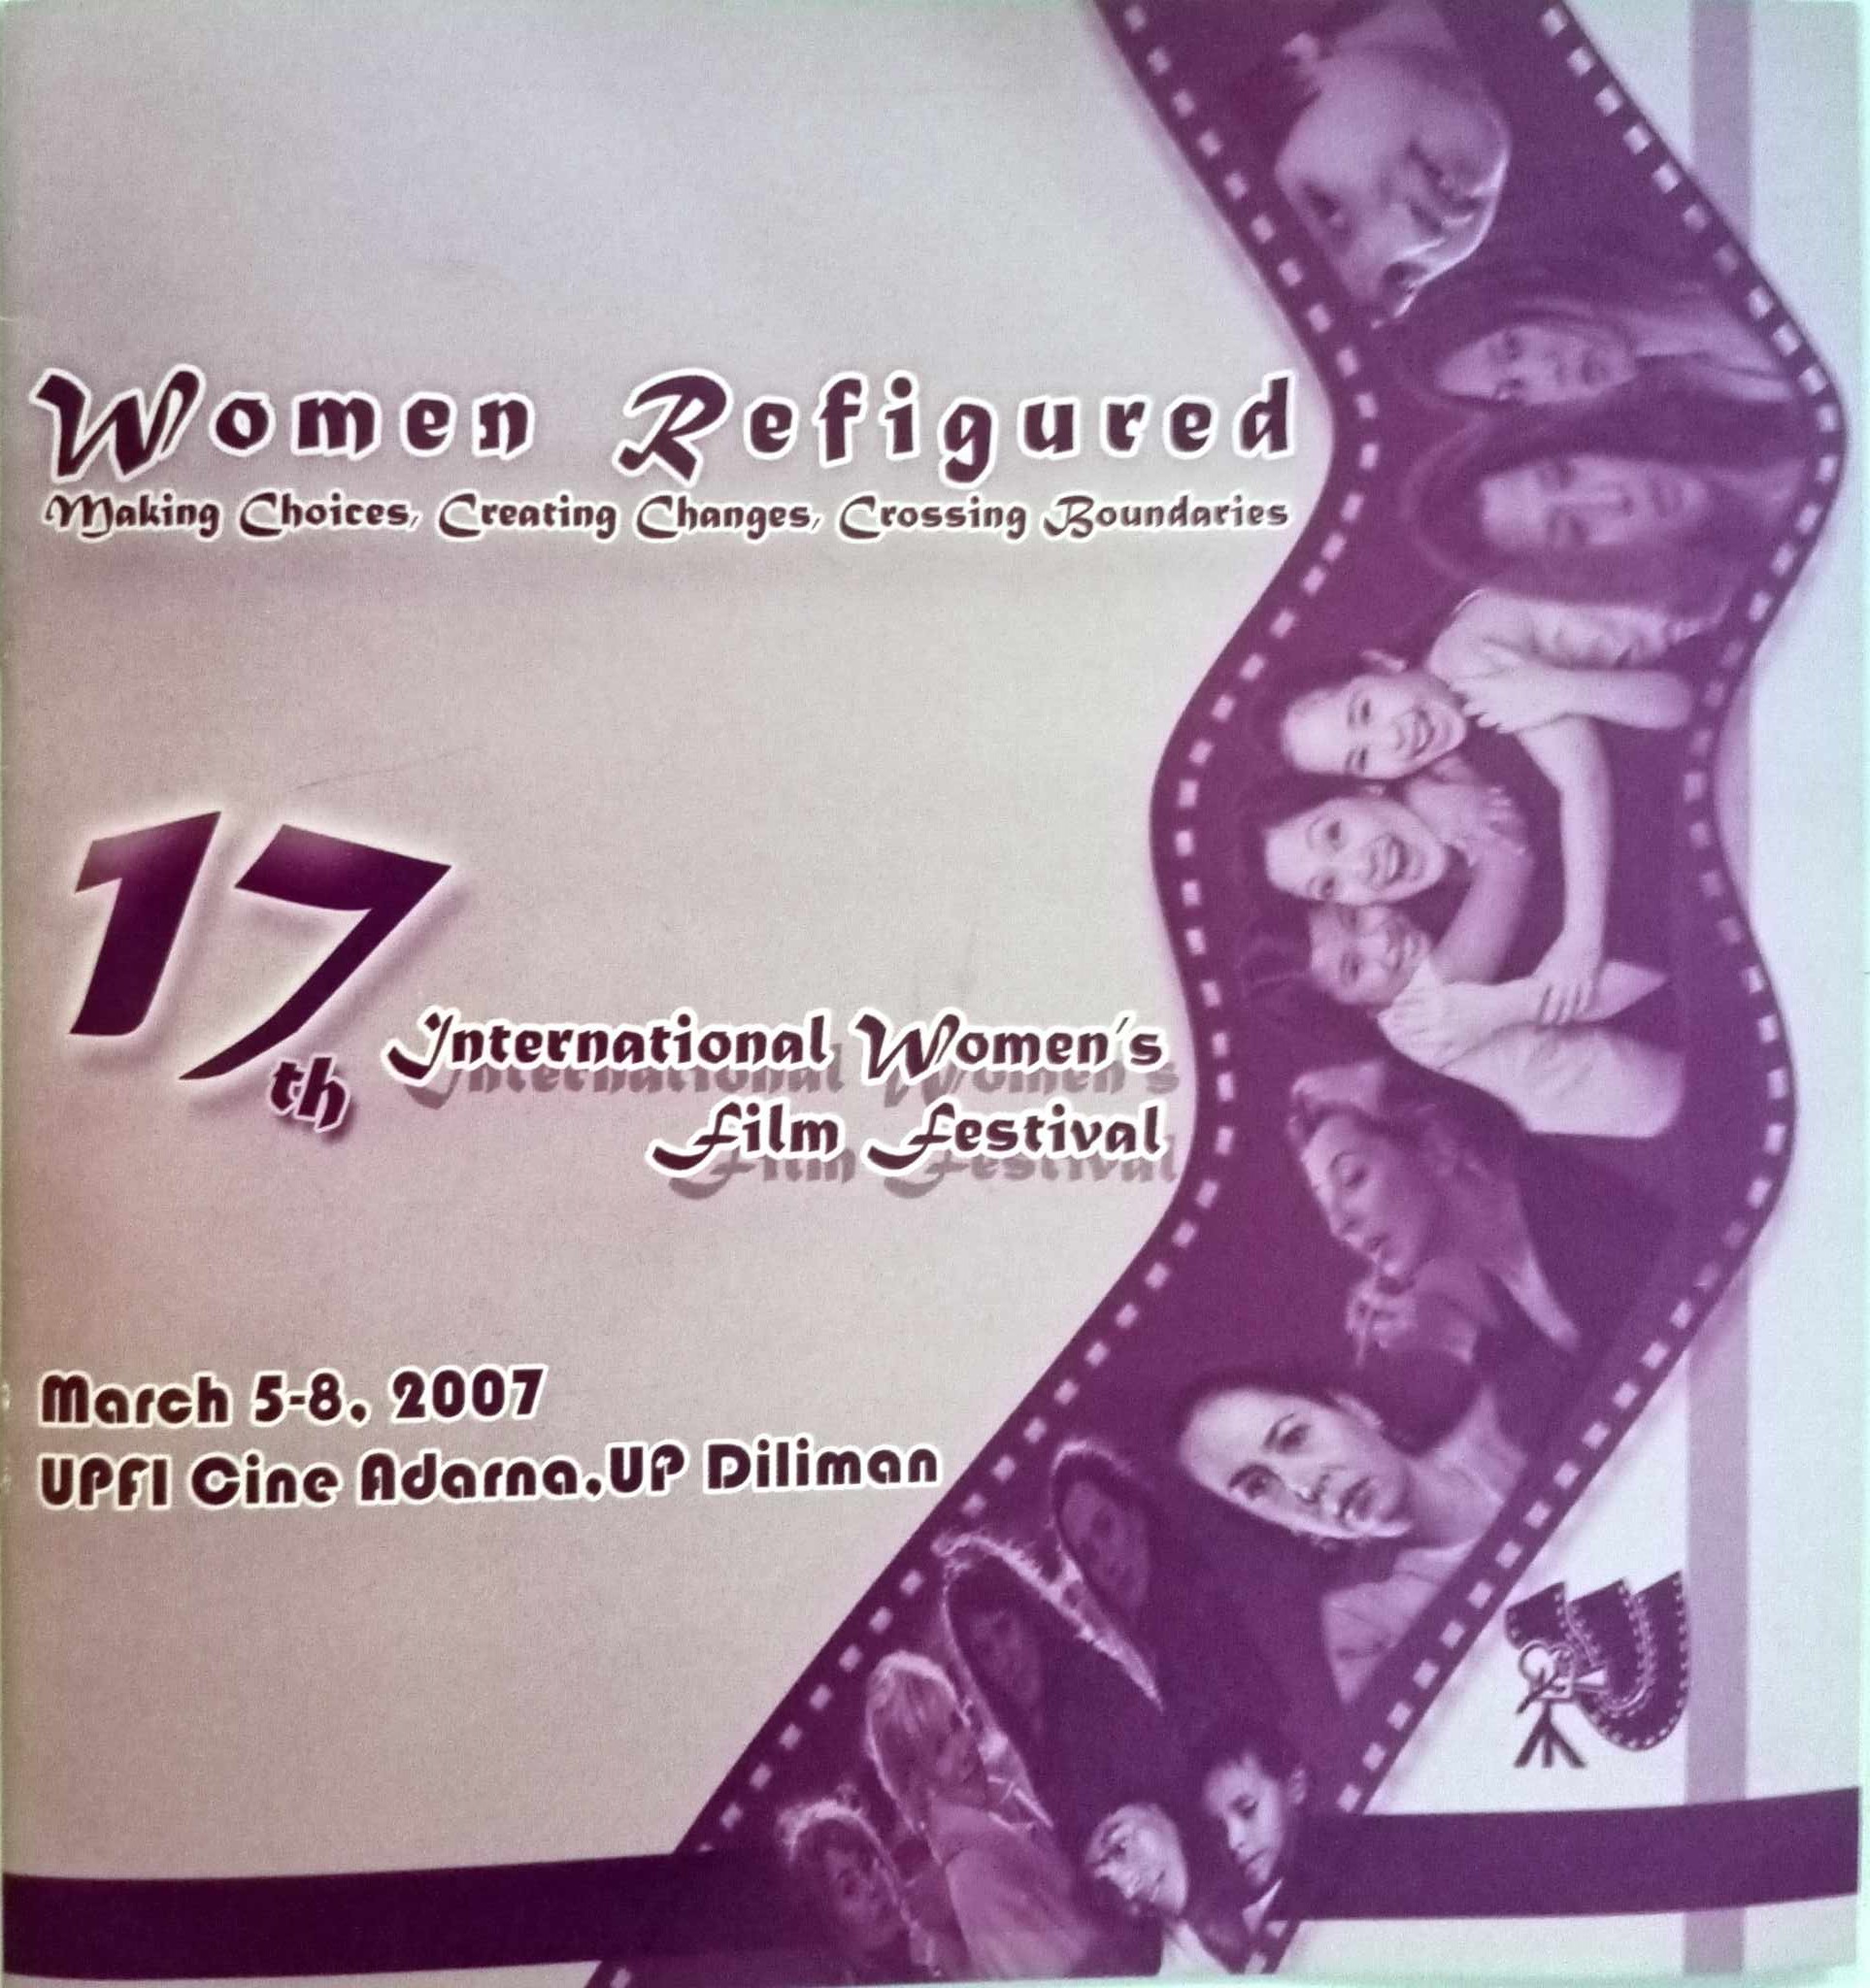 Women Refigured
Making Choices, Creating Changes, Crossing Boundaries
17th
International Women's
Film Festival
March 5-8, 2007
UPFI Cine Adarna,UP Diliman